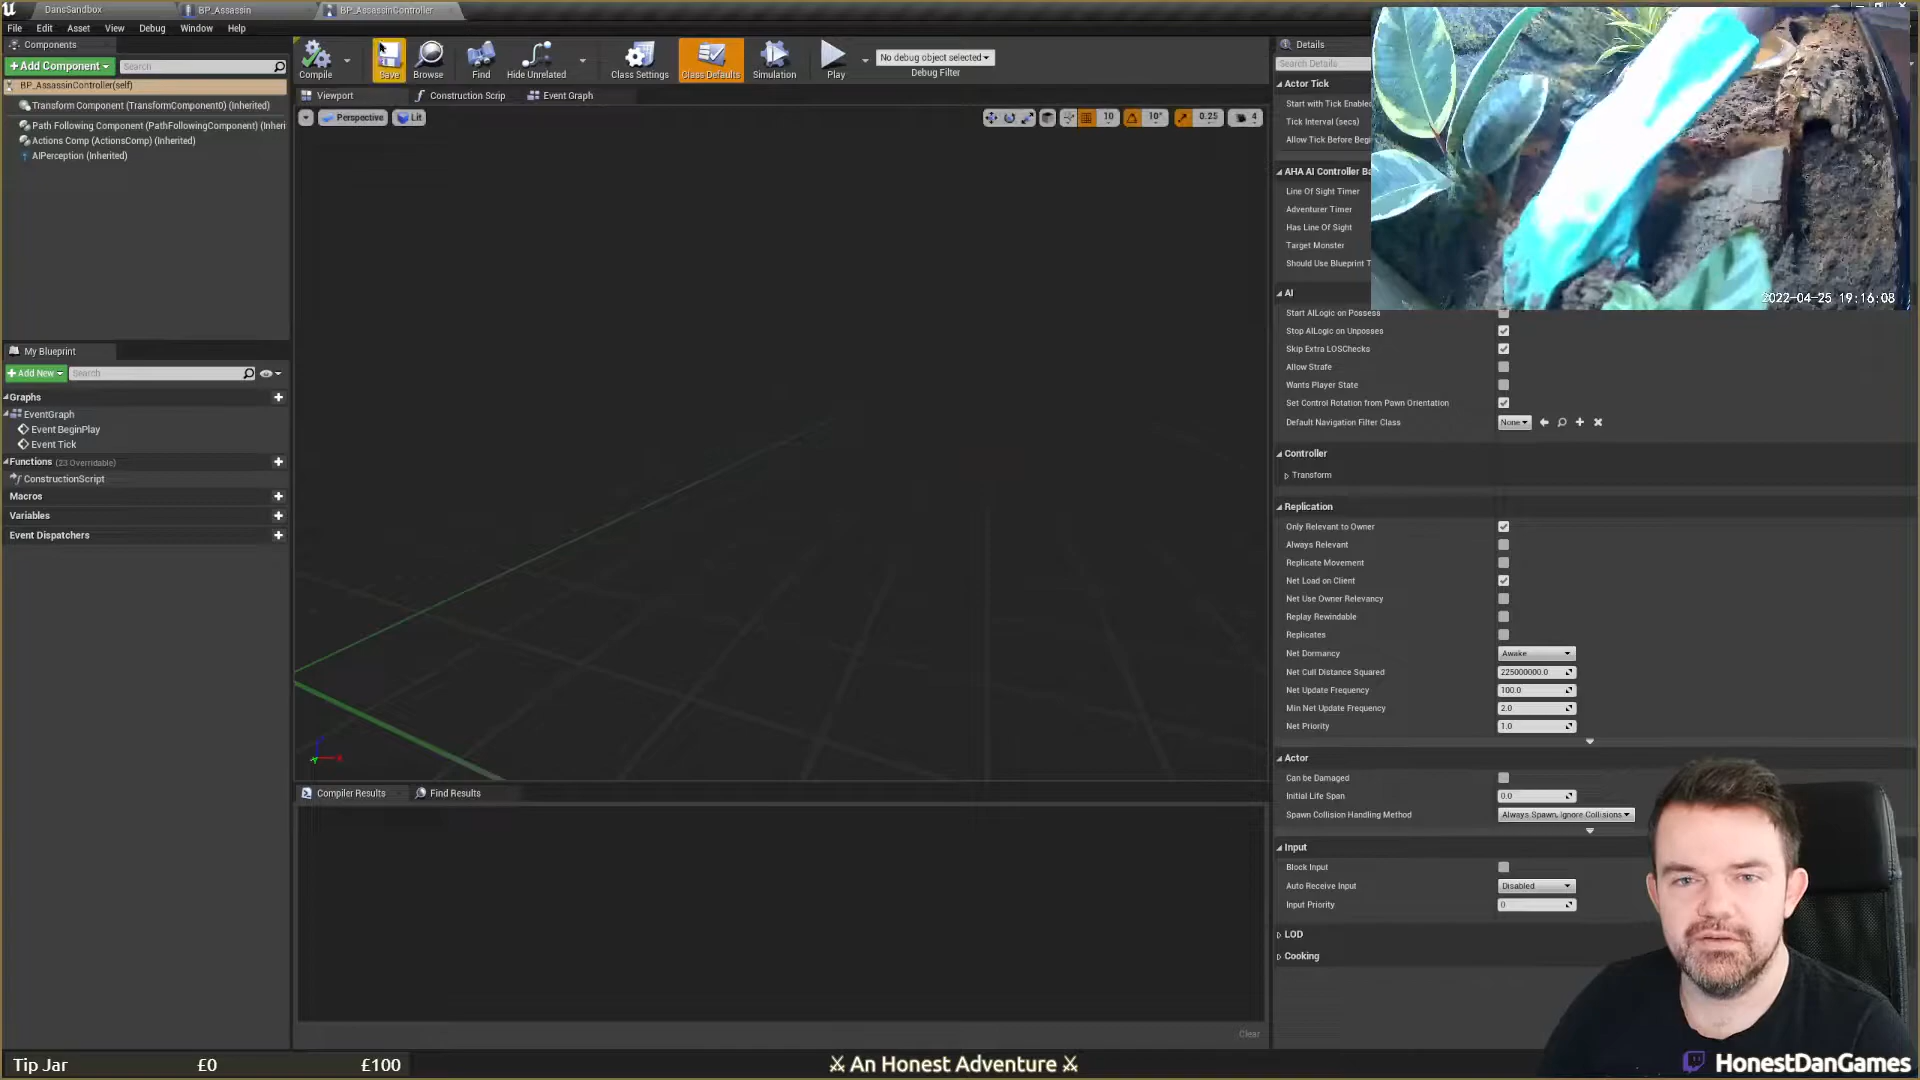 DansSandbox
BP_Assassin
BP_AssassinController
File
Edit
Asset
View
Debug
Window
Help
Components
+Add Component
Search
BP_AssassinController(self)
Transform Component (TransformComponent0) (Inherited)
Path Following Component (PathFollowingComponent) (Inheri
Actions Comp (ActionsComp) (Inherited)
AIPerception (Inherited)
My Blueprint
+Add New
Search
Graphs
EventGraph
Event BeginPlay
Event Tick
Functions (23 Overridable)
ConstructionScript
Macros
Variables
Event Dispatchers
Compile
Save
Browse
Find
Hide Unrelated
Class Settings
Class Defaults
Simulation
Play
No debug object selected
Debug Filter
Viewport
Construction Scrip
Event Graph
Perspective
Lit
10
10°
0.25
4
Compiler Results
Find Results
Clear
Details
Search Details
Actor Tick
Start with Tick Enabled
Tick Interval (secs)
Allow Tick Before Begi
AHA AI Controller Ba
Line Of Sight Timer
Adventurer Timer
Has Line Of Sight
Target Monster
Should Use Blueprint T
2022-04-25 19:16:08
AI
Start AILogic on Possess
Stop AILogic on Unposses
Skip Extra LOSChecks
Allow Strafe
Wants Player State
Set Control Rotation from Pawn Orientation
Default Navigation Filter Class
None
Controller
Transform
Replication
Only Relevant to Owner
Always Relevant
Replicate Movement
Net Load on Client
Net Use Owner Relevancy
Replay Rewindable
Replicates
Net Dormancy
Awake
Net Cull Distance Squared
225000000.0
Net Update Frequency
100.0
Min Net Update Frequency
2.0
Net Priority
1.0
Actor
Can be Damaged
Initial Life Span
0.0
Spawn Collision Handling Method
Always Spawn, Ignore Collisions
Input
Block Input
Auto Receive Input
Disabled
Input Priority
0
LOD
Cooking
Tip Jar
£0
£100
An Honest Adventure
HonestDanGames